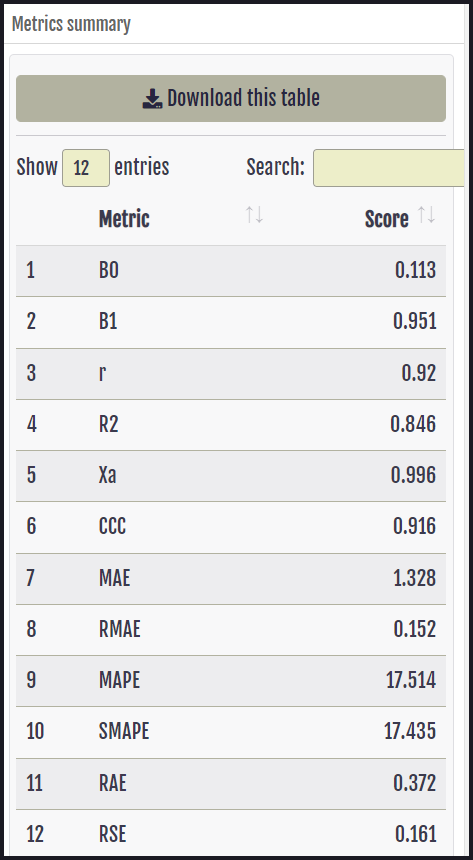 Metrics summary
Download this table
Show 12 entries Search:
Metric Score
1 B0 0.113
2 B1 0.951
3 r 0.92
4 R2 0.846
5 Xa 0.996
6 CCC 0.916
7 MAE 1.328
8 RMAE 0.152
9 MAPE 17.514
10 SMAPE 17.435
11 RAE 0.372
12 RSE 0.161